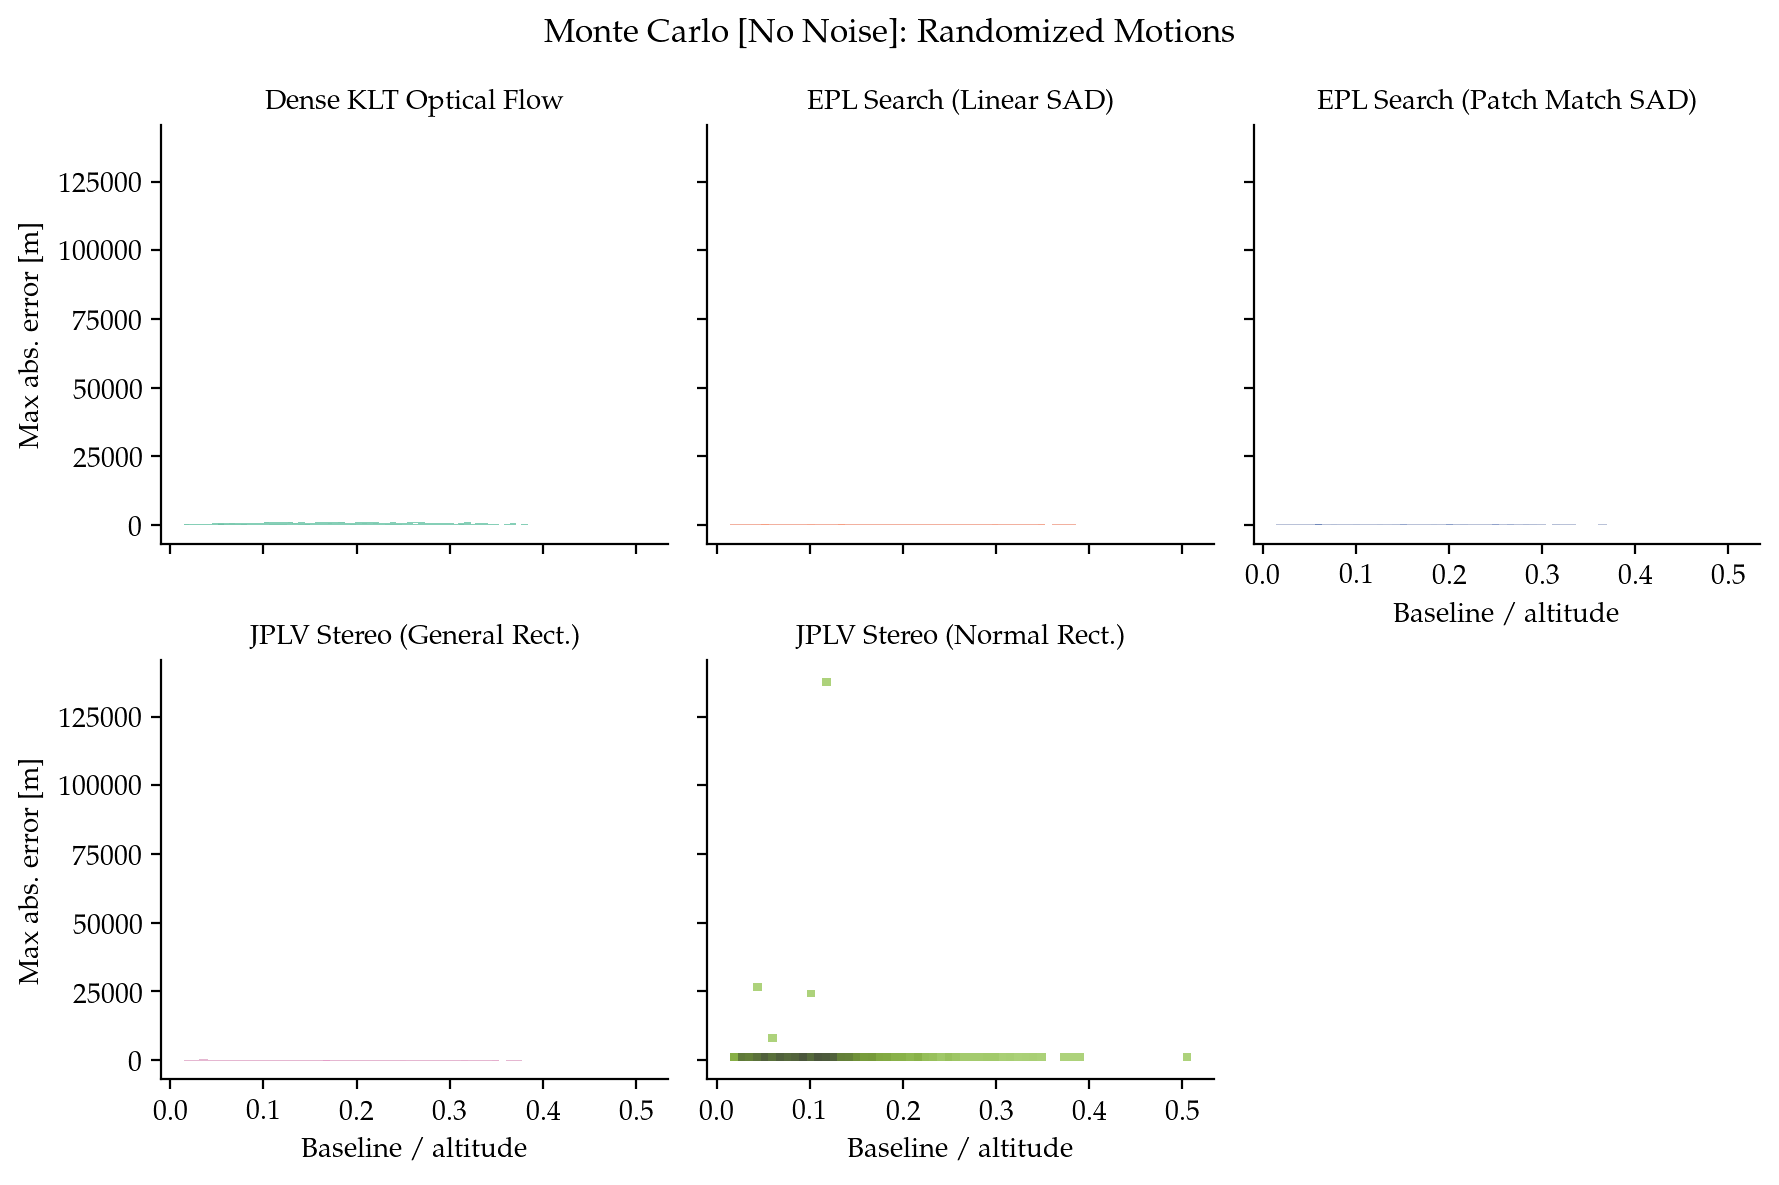 Monte Carlo [No Noise]: Randomized Motions
Dense KLT Optical Flow
EPL Search (Linear SAD)
EPL Search (Patch Match SAD)
Max abs. error [m]
125000
100000
75000
50000
25000
0
0.0 0.1 0.2 0.3 0.4 0.5
Baseline / altitude
JPLV Stereo (General Rect.)
JPLV Stereo (Normal Rect.)
Max abs. error [m]
125000
100000
75000
50000
25000
0
0.0 0.1 0.2 0.3 0.4 0.5
Baseline / altitude
0.0 0.1 0.2 0.3 0.4 0.5
Baseline / altitude